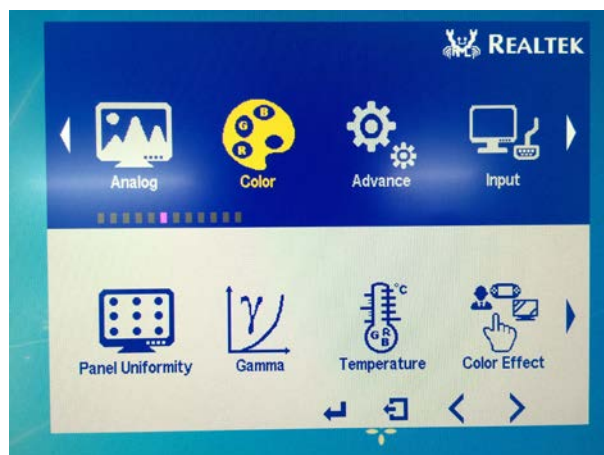 REALTEK
G B R
Analog Color Advance Input
°C
γ
G R B
Panel Uniformity Gamma Temperature Color Effect